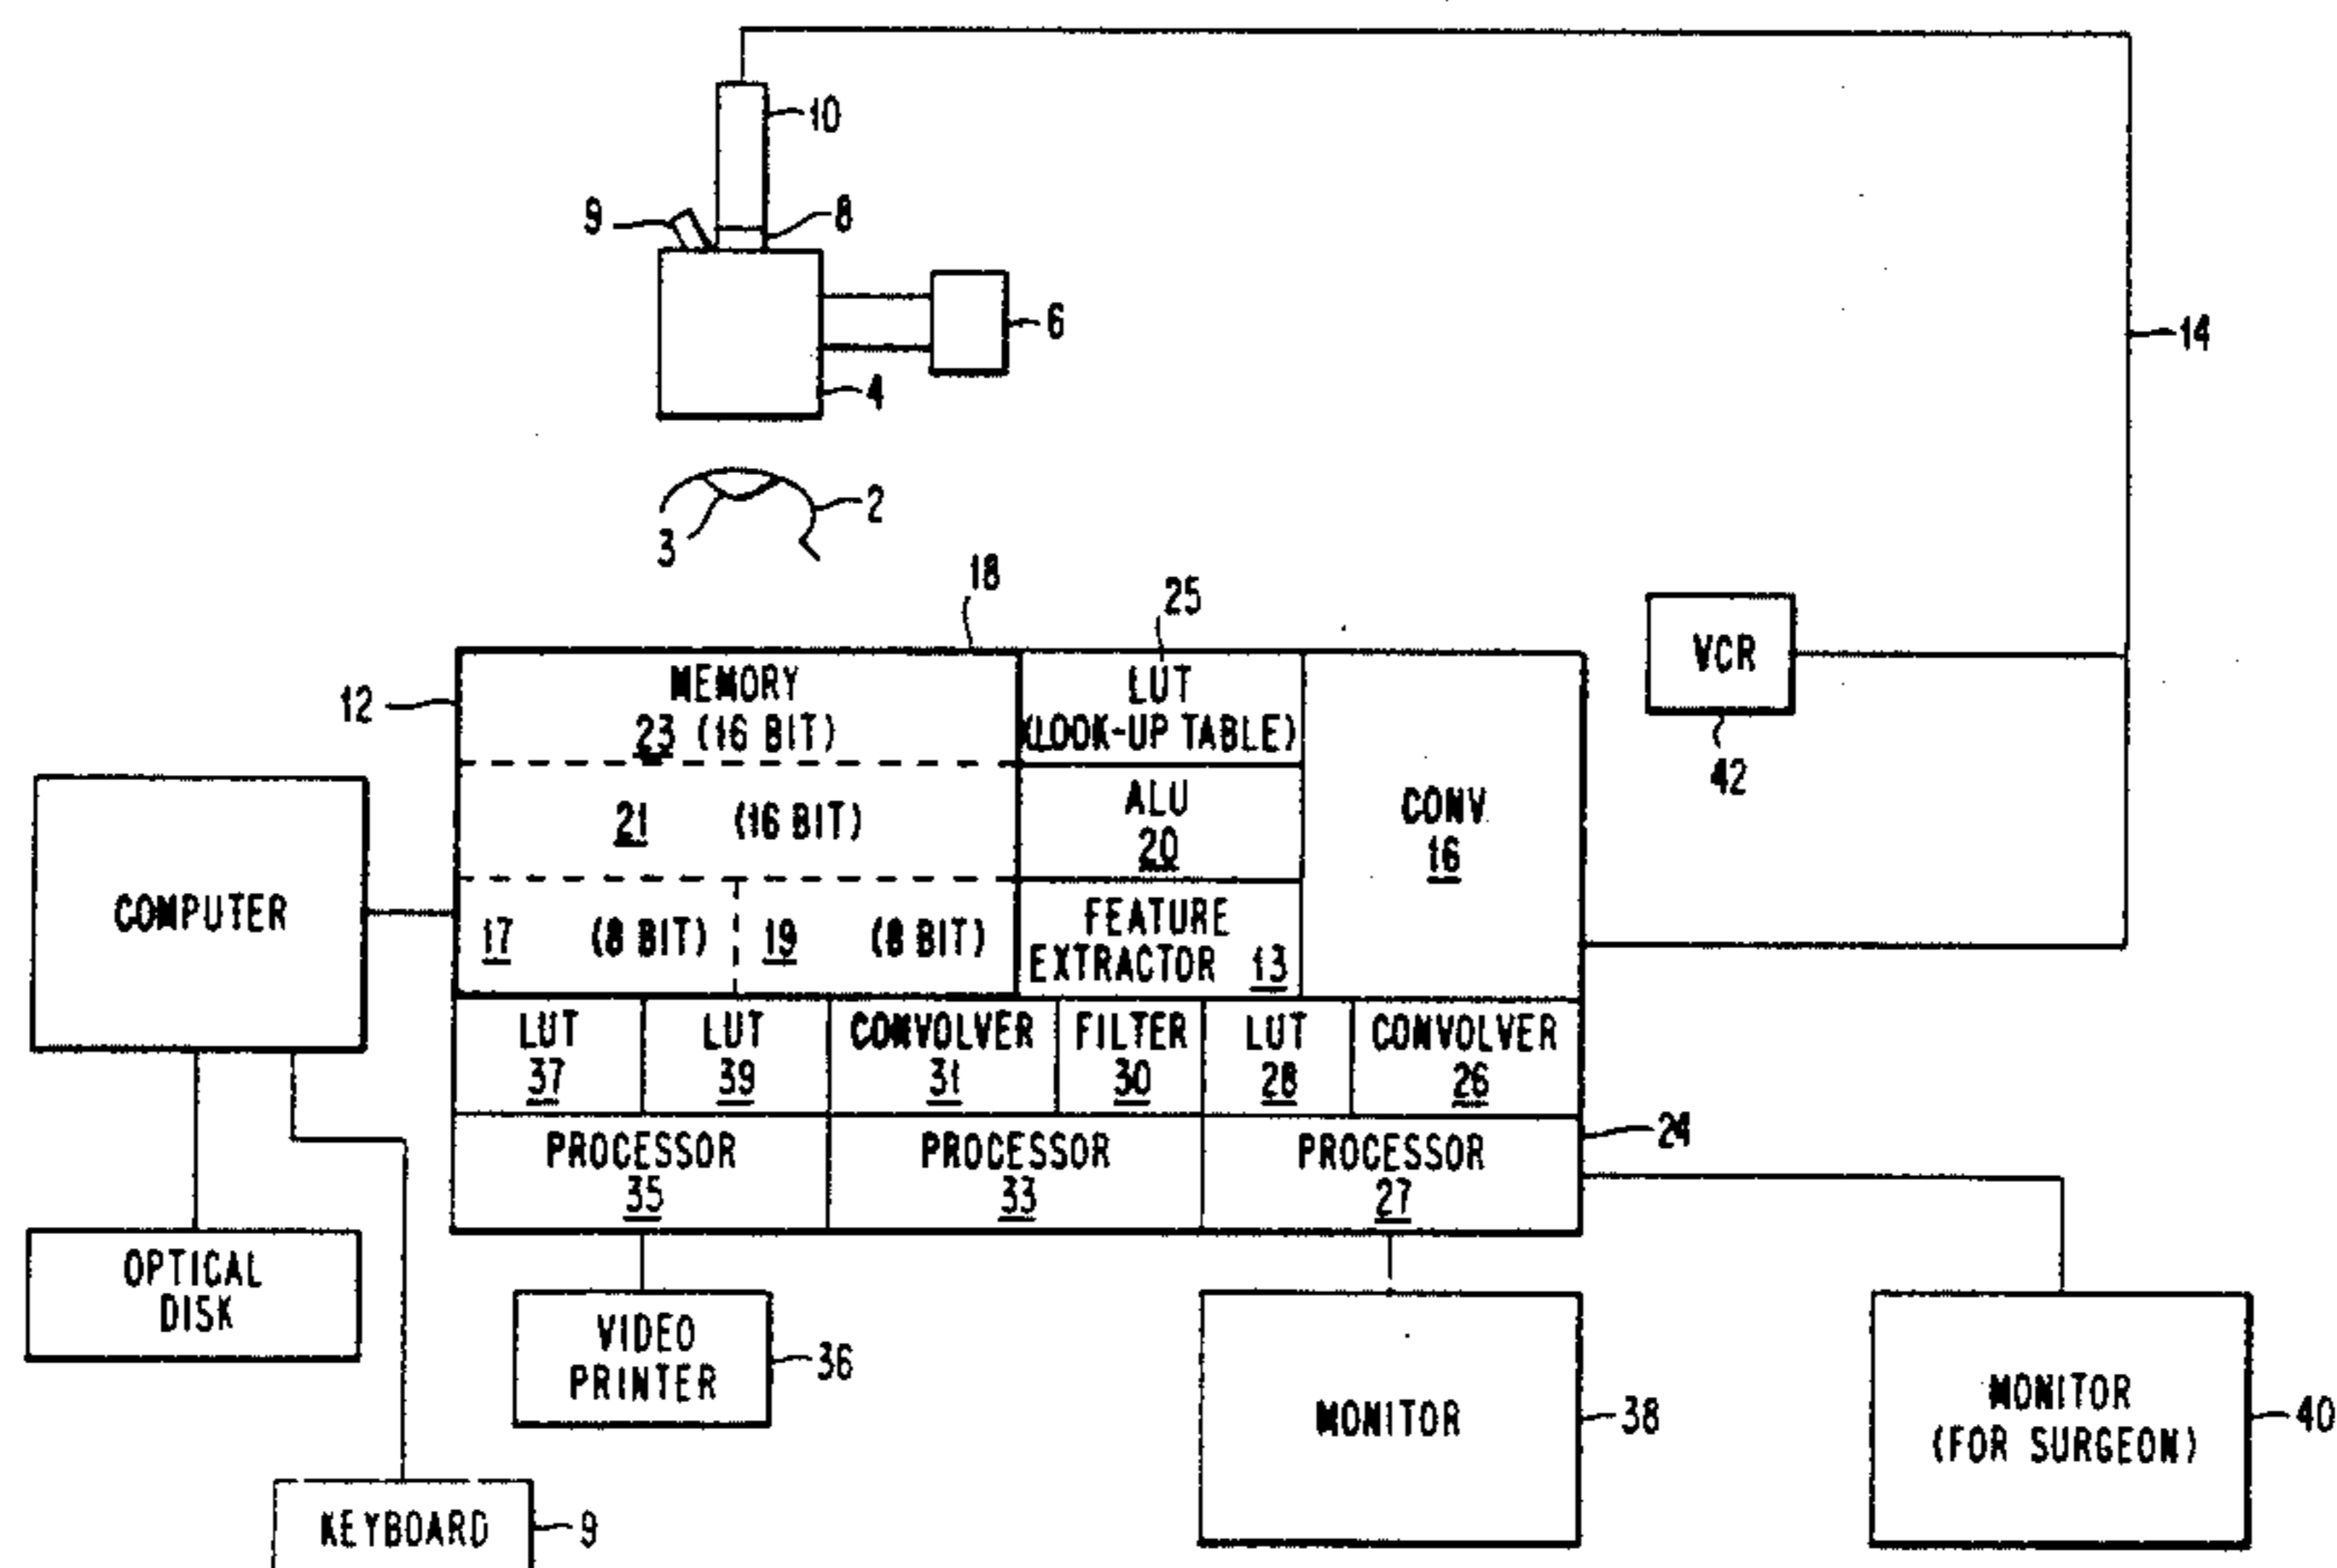 10
9
8
6
14
4
2
3
18
25
12
MEMORY
23 (16 BIT)
LUT
(LOOK-UP TABLE)
VCR
42
21 (16 BIT)
ALU
20
CONV
16
COMPUTER
17 (8 BIT)
19 (8 BIT)
FEATURE
EXTRACTOR 13
LUT
37
LUT
39
CONVOLVER
31
FILTER
30
LUT
28
CONVOLVER
26
PROCESSOR
35
PROCESSOR
33
PROCESSOR
27
24
OPTICAL
DISK
VIDEO
PRINTER
36
MONITOR
38
MONITOR
(FOR SURGEON)
40
KEYBOARD
9